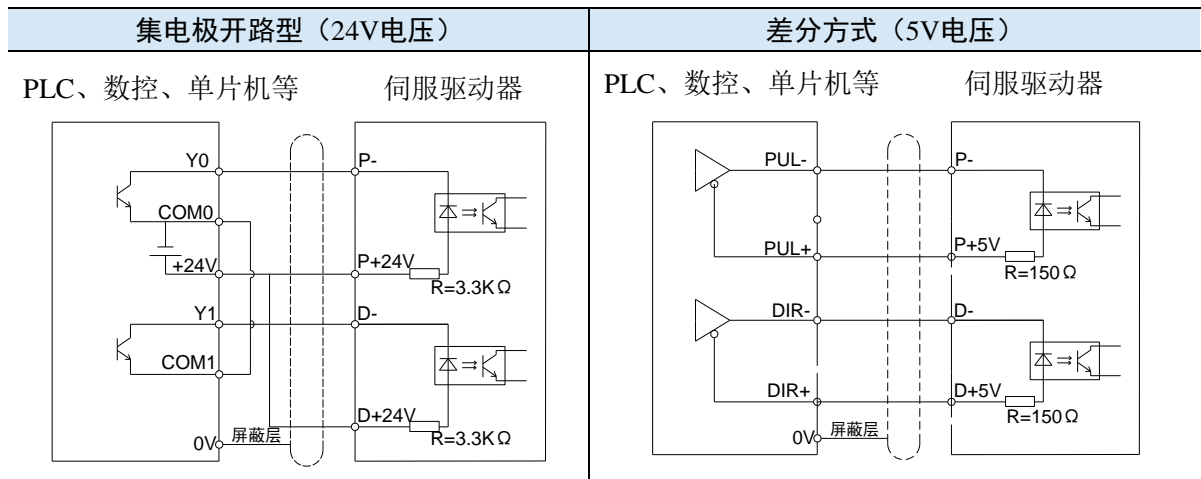 集电极开路型（24V电压）
差分方式（5V电压）
PLC、数控、单片机等
伺服驱动器
Y0
P-
COM0
+24V
P+24V
R=3.3KΩ
Y1
D-
COM1
D+24V
R=3.3KΩ
0V
屏蔽层
PLC、数控、单片机等
伺服驱动器
PUL-
P-
PUL+
P+5V
R=150Ω
DIR-
D-
DIR+
D+5V
R=150Ω
0V
屏蔽层